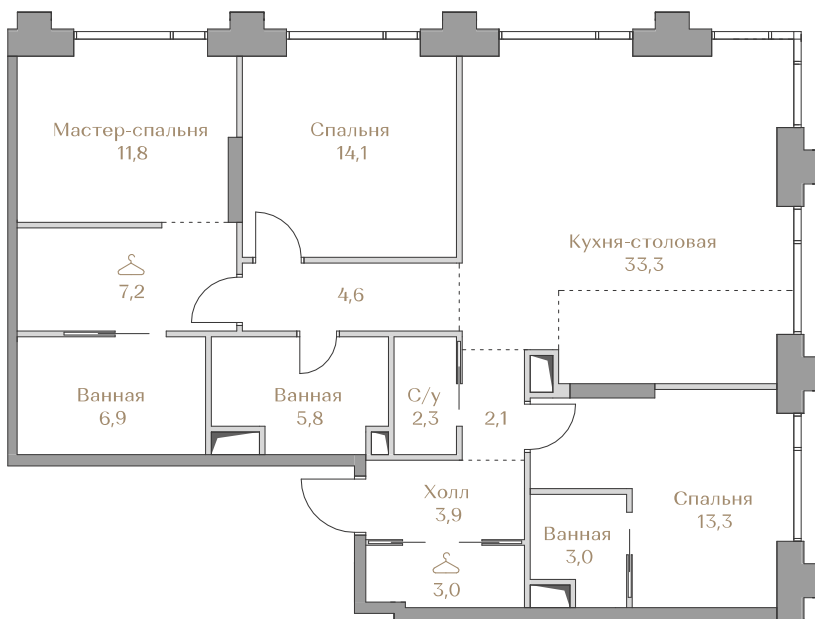 Мастер-спальня
11,8
Спальня
14,1
Кухня-столовая
33,3
7,2
4,6
Ванная
6,9
Ванная
5,8
С/у
2,3
2,1
Холл
3,9
Спальня
13,3
Ванная
3,0
3,0